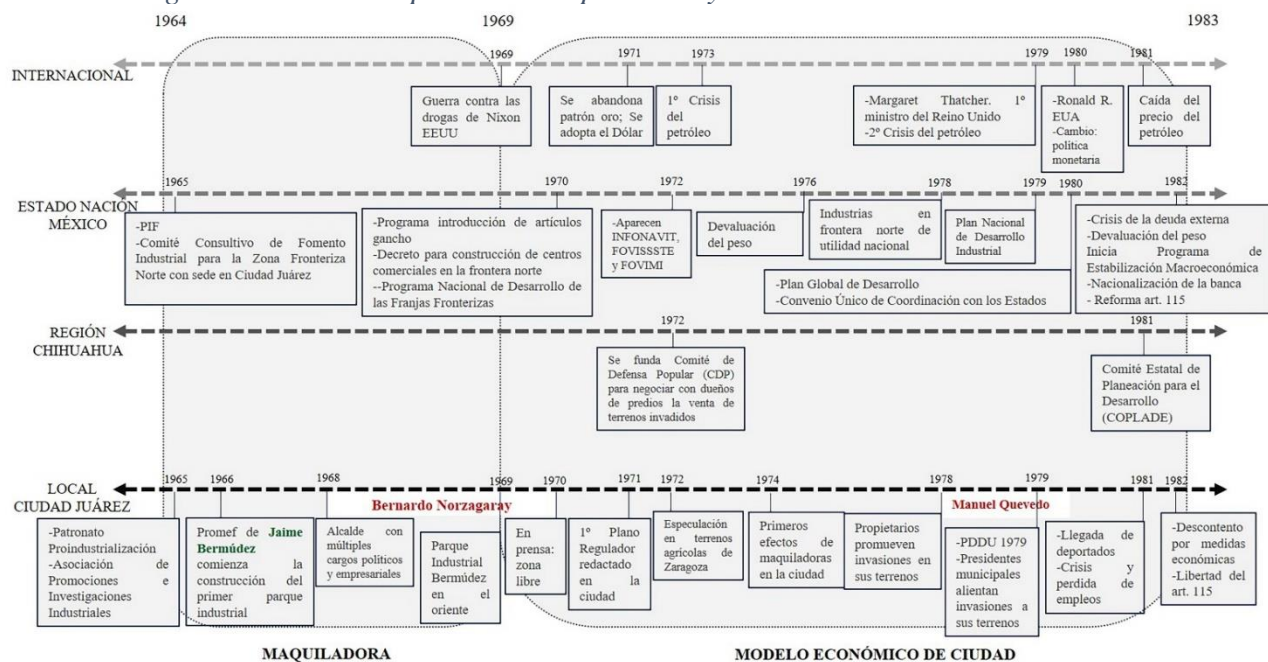 1964
1969
1983
INTERNACIONAL
1969
1971
1973
1979
1980
1981
Guerra contra las
drogas de Nixon
EEUU
Se abandona
patrón oro; Se
adopta el Dólar
1º Crisis
del
petróleo
-Margaret Thatcher. 1º
ministro del Reino Unido
-2º Crisis del petróleo
-Ronald R.
EUA
-Cambio:
política
monetaria
Caída del
precio del
petróleo
ESTADO NACIÓN
MÉXICO
1965
1970
1972
1976
1978
1979
1980
1982
-PIF
-Comité Consultivo de Fomento
Industrial para la Zona Fronteriza
Norte con sede en Ciudad Juárez
-Programa introducción de artículos
gancho
-Decreto para construcción de centros
comerciales en la frontera norte
--Programa Nacional de Desarrollo de
las Franjas Fronterizas
-Aparecen
INFONAVIT,
FOVISSSTE
y FOVIMI
Devaluación
del peso
Industrias en
frontera norte de
utilidad nacional
Plan Nacional
de Desarrollo
Industrial
-Plan Global de Desarrollo
-Convenio Único de Coordinación con los Estados
-Crisis de la deuda externa
-Devaluación del peso
Inicia Programa de
Estabilización Macroeconómica
-Nacionalización de la banca
- Reforma art. 115
REGIÓN
CHIHUAHUA
1972
1981
Se funda Comité de
Defensa Popular (CDP)
para negociar con dueños
de predios la venta de
terrenos invadidos
Comité Estatal de
Planeación para el
Desarrollo
(COPLADE)
LOCAL
CIUDAD JUÁREZ
1965
1966
1968
1969
1970
1971
1972
1974
1978
1979
1981
1982
Bernardo Norzagaray
Manuel Quevedo
-Patronato
Proindustrialización
-Asociación de
Promociones e
Investigaciones
Industriales
Promef de Jaime
Bermúdez
comienza la
construcción del
primer parque
industrial
Alcalde con
múltiples
cargos políticos
y empresariales
Parque
Industrial
Bermúdez
en el
oriente
En
prensa:
zona
libre
1º Plano
Regulador
redactado en
la ciudad
Especulación
en terrenos
agrícolas de
Zaragoza
Primeros
efectos de
maquiladoras
en la ciudad
Propietarios
promueven
invasiones en
sus terrenos
-PDDU 1979
-Presidentes
municipales
alientan
invasiones a
sus terrenos
-Llegada de
deportados
-Crisis y
perdida de
empleos
-Descontento
por medidas
económicas
-Libertad del
art. 115
MAQUILADORA
MODELO ECONÓMICO DE CIUDAD